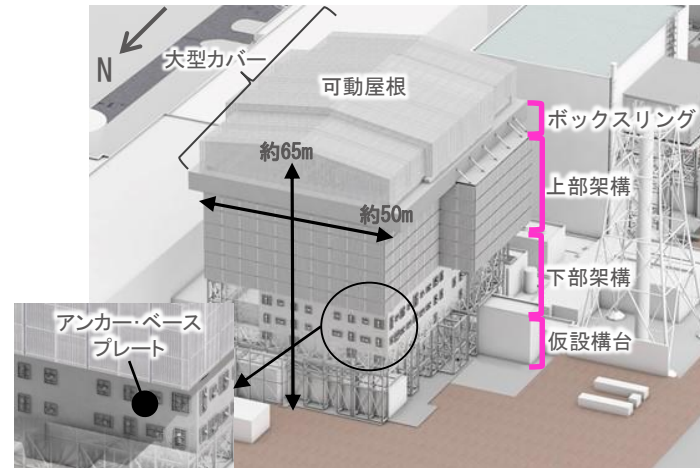 N
大型カバー
可動屋根
ボックスリング
約65m
上部架構
約50m
下部架構
アンカー・ベース
プレート
仮設構台